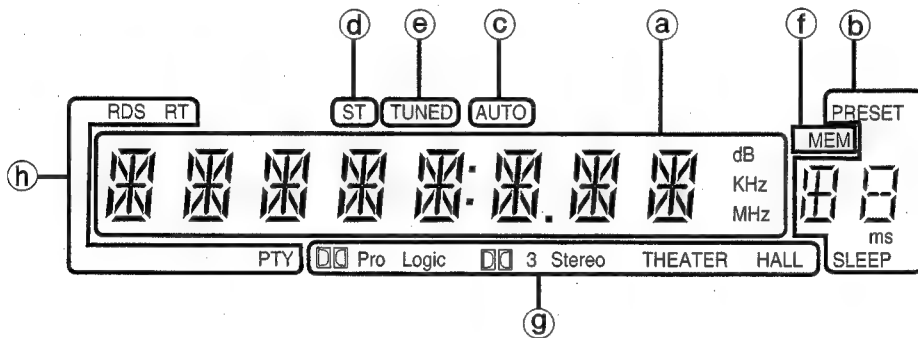 d e c a f b
RDS RT ST TUNED AUTO PRESET
MEM
dB
KHz
h
MHz
ms
PTY Pro Logic 3 Stereo THEATER HALL SLEEP
g